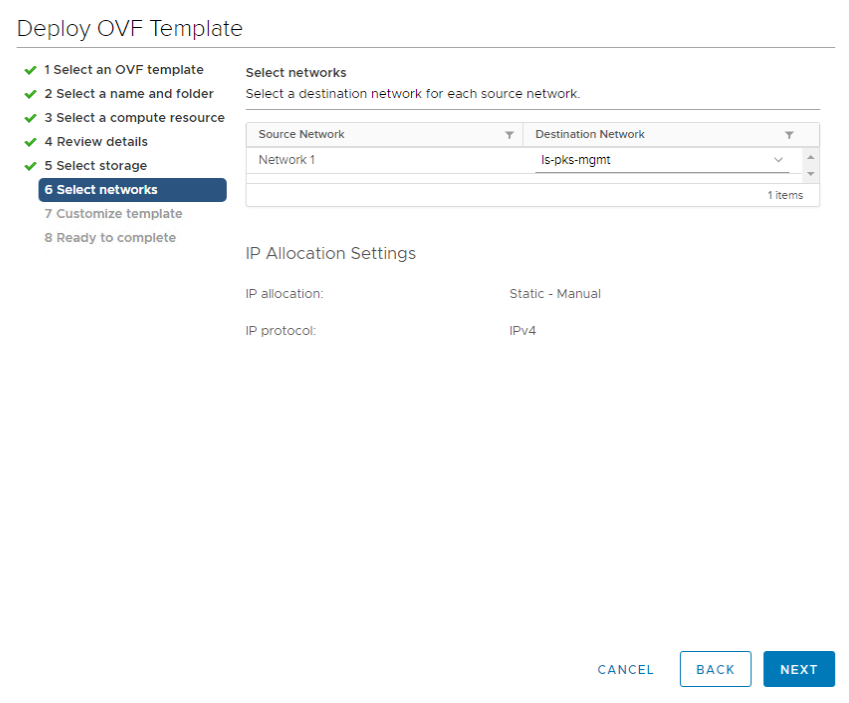 Deploy OVF Template
1 Select an OVF template
2 Select a name and folder
3 Select a compute resource
4 Review details
5 Select storage
6 Select networks
7 Customize template
8 Ready to complete
Select networks
Select a destination network for each source network.
Source Network Destination Network
Network 1 ls-pks-mgmt
1 items
IP Allocation Settings
IP allocation: Static - Manual
IP protocol: IPv4
CANCEL BACK NEXT